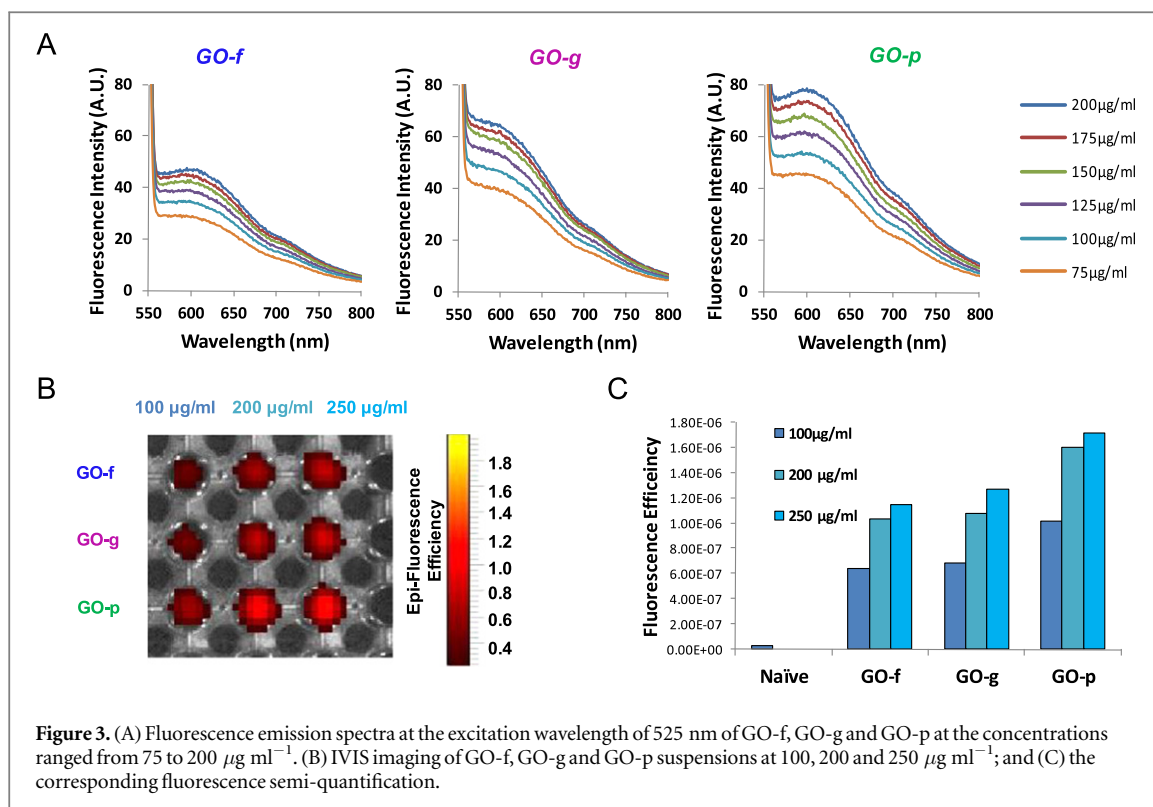 A
GO-f
GO-g
GO-p
Fluorescence Intensity (A.U.)
80
60
40
20
0
550 600 650 700 750 800
Wavelength (nm)
Fluorescence Intensity (A.U.)
80
60
40
20
0
550 600 650 700 750 800
Wavelength (nm)
Fluorescence Intensity (A.U.)
80
60
40
20
0
550 600 650 700 750 800
Wavelength (nm)
200µg/ml
175µg/ml
150µg/ml
125µg/ml
100µg/ml
75µg/ml
B
100 µg/ml 200 µg/ml 250 µg/ml
GO-f
GO-g
GO-p
Epi-Fluorescence
Efficiency
1.8
1.6
1.4
1.2
1.0
0.8
0.6
0.4
C
Fluorescence Efficeincy
1.80E-06
1.60E-06
1.40E-06
1.20E-06
1.00E-06
8.00E-07
6.00E-07
4.00E-07
2.00E-07
0.00E+00
100µg/ml
200 µg/ml
250 µg/ml
Naïve GO-f GO-g GO-p
Figure 3. (A) Fluorescence emission spectra at the excitation wavelength of 525 nm of GO-f, GO-g and GO-p at the concentrations
ranged from 75 to 200 µg ml⁻¹. (B) IVIS imaging of GO-f, GO-g and GO-p suspensions at 100, 200 and 250 µg ml⁻¹; and (C) the
corresponding fluorescence semi-quantification.